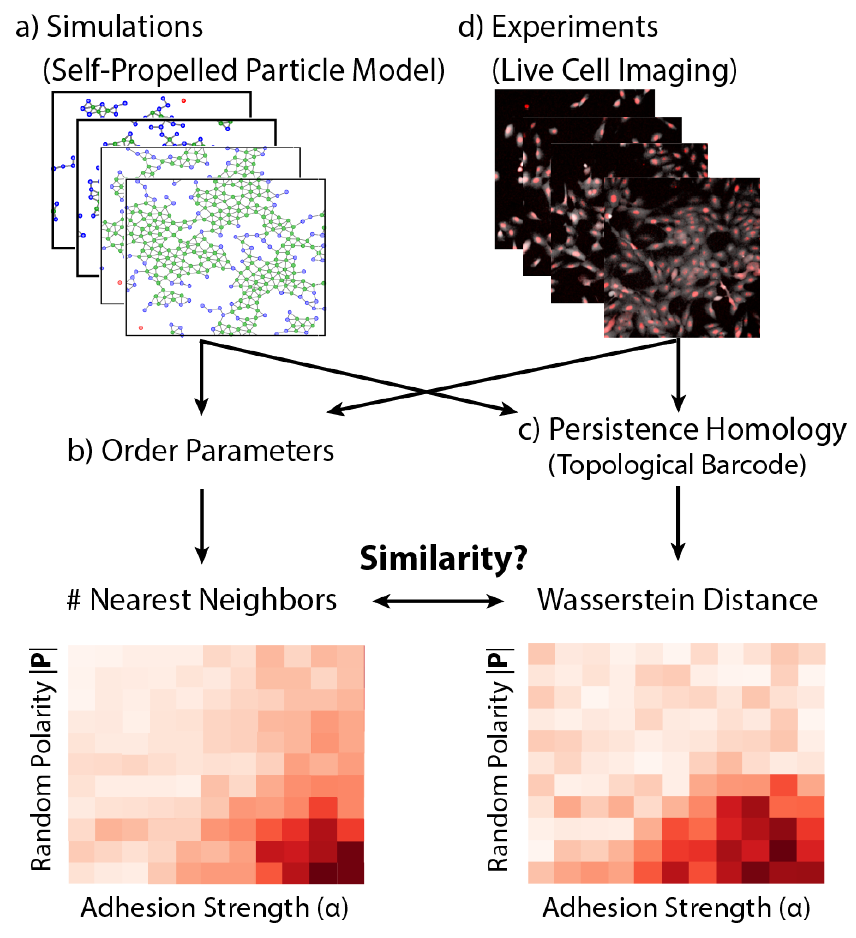 a) Simulations
(Self-Propelled Particle Model)
d) Experiments
(Live Cell Imaging)
b) Order Parameters
c) Persistence Homology
(Topological Barcode)
Similarity?
# Nearest Neighbors
Wasserstein Distance
Random Polarity |P|
Adhesion Strength (α)
Random Polarity |P|
Adhesion Strength (α)